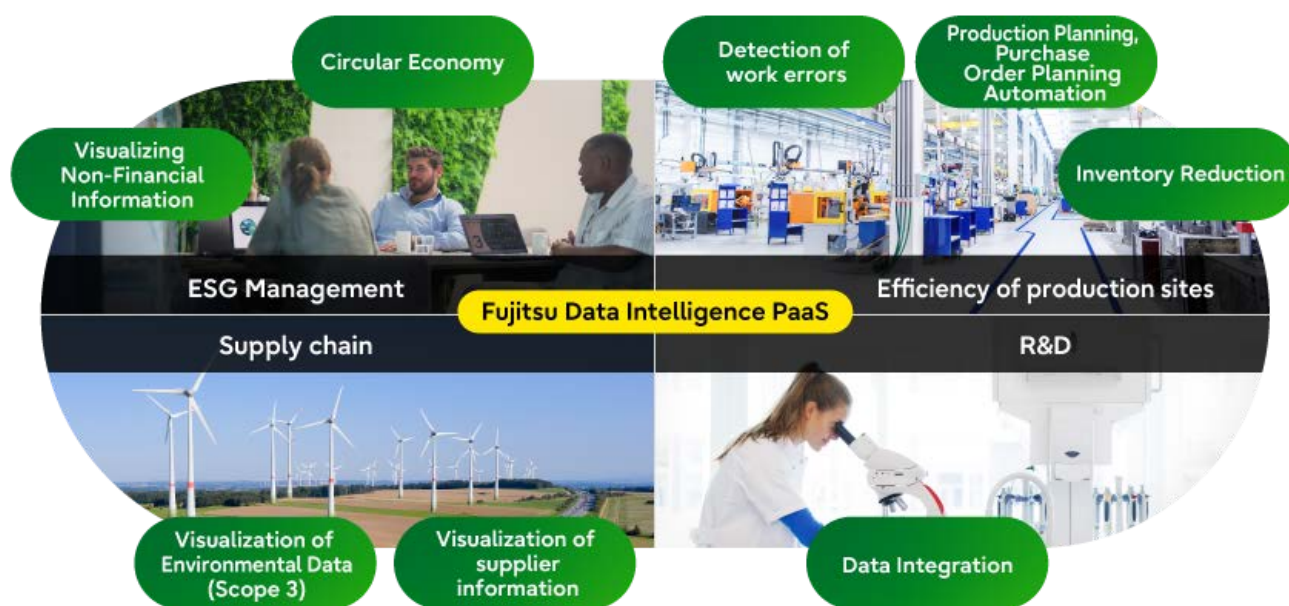 Circular Economy
Detection of
work errors
Production Planning,
Purchase
Order Planning
Automation
Visualizing
Non-Financial
Information
Inventory Reduction
ESG Management
Efficiency of production sites
Fujitsu Data Intelligence PaaS
Supply chain
R&D
Visualization of
Environmental Data
(Scope 3)
Visualization of
supplier
information
Data Integration